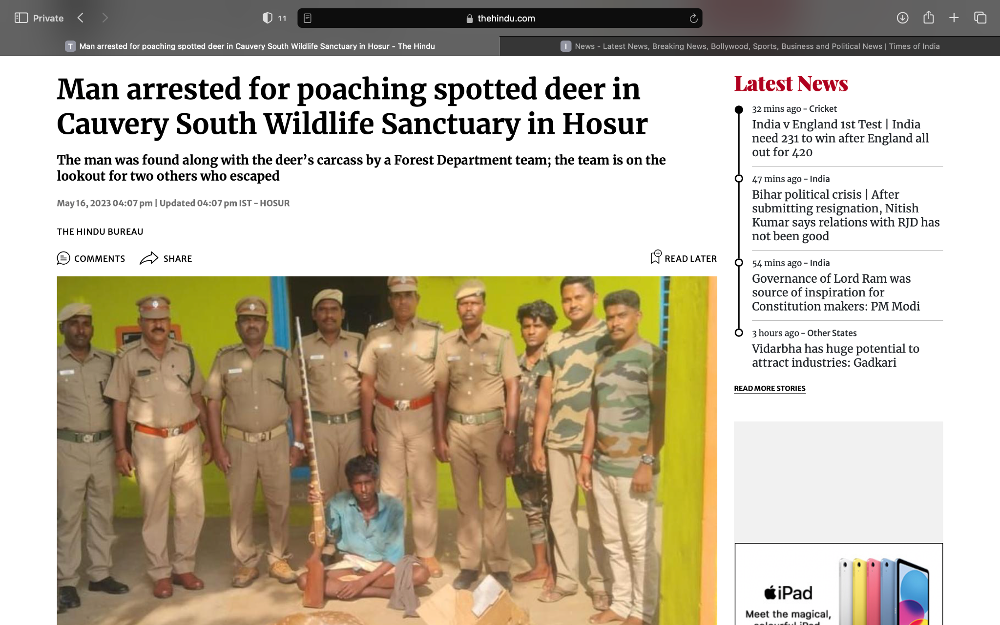 Private
11
thehindu.com
T Man arrested for poaching spotted deer in Cauvery South Wildlife Sanctuary in Hosur - The Hindu
I News - Latest News, Breaking News, Bollywood, Sports, Business and Political News | Times of India
Man arrested for poaching spotted deer in
Cauvery South Wildlife Sanctuary in Hosur
The man was found along with the deer’s carcass by a Forest Department team; the team is on the
lookout for two others who escaped
May 16, 2023 04:07 pm | Updated 04:07 pm IST - HOSUR
THE HINDU BUREAU
COMMENTS
SHARE
READ LATER
Latest News
32 mins ago - Cricket
India v England 1st Test | India
need 231 to win after England all
out for 420
47 mins ago - India
Bihar political crisis | After
submitting resignation, Nitish
Kumar says relations with RJD has
not been good
54 mins ago - India
Governance of Lord Ram was
source of inspiration for
Constitution makers: PM Modi
3 hours ago - Other States
Vidarbha has huge potential to
attract industries: Gadkari
READ MORE STORIES
iPad
Meet the magical,
colourful iPad